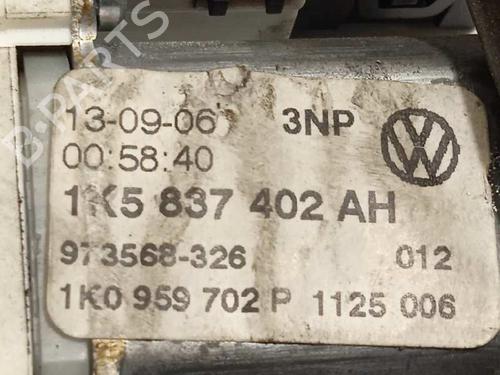 13-09-06 3NP
00:58:40
1K5 837 402 AH
973568-326 012
1K0 959 702 P 1125 006
B-PARTS